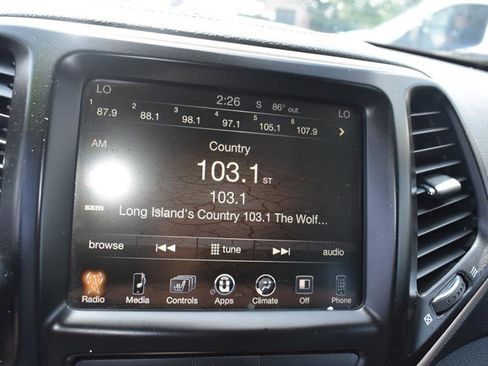 LO 2:26 S 86° out. LO
1 87.9 2 88.1 3 98.1 4 97.1 5 105.1 6 107.9
AM
Country
103.1 ST
103.1
sxm
Long Island's Country 103.1 The Wolf...
browse tune audio
Radio Media Controls Apps Climate Off Phone